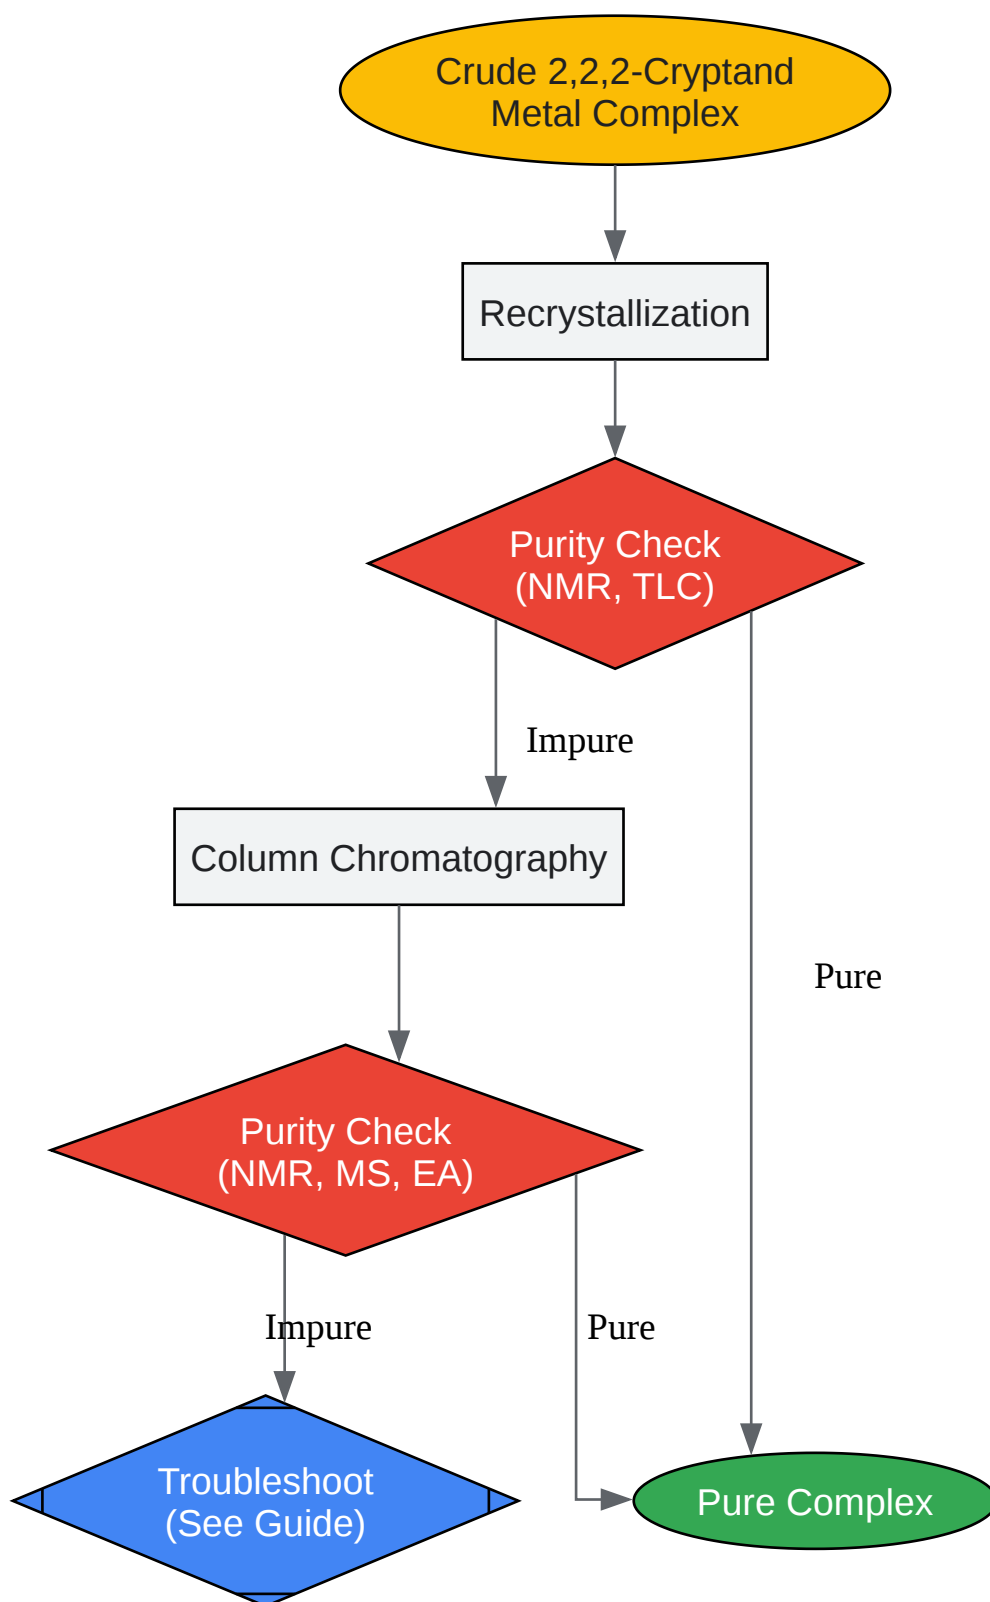 Crude 2,2,2-Cryptand
Metal Complex
Recrystallization
Purity Check
(NMR, TLC)
Impure
Column Chromatography
Pure
Purity Check
(NMR, MS, EA)
Impure
Pure
Troubleshoot
(See Guide)
Pure Complex